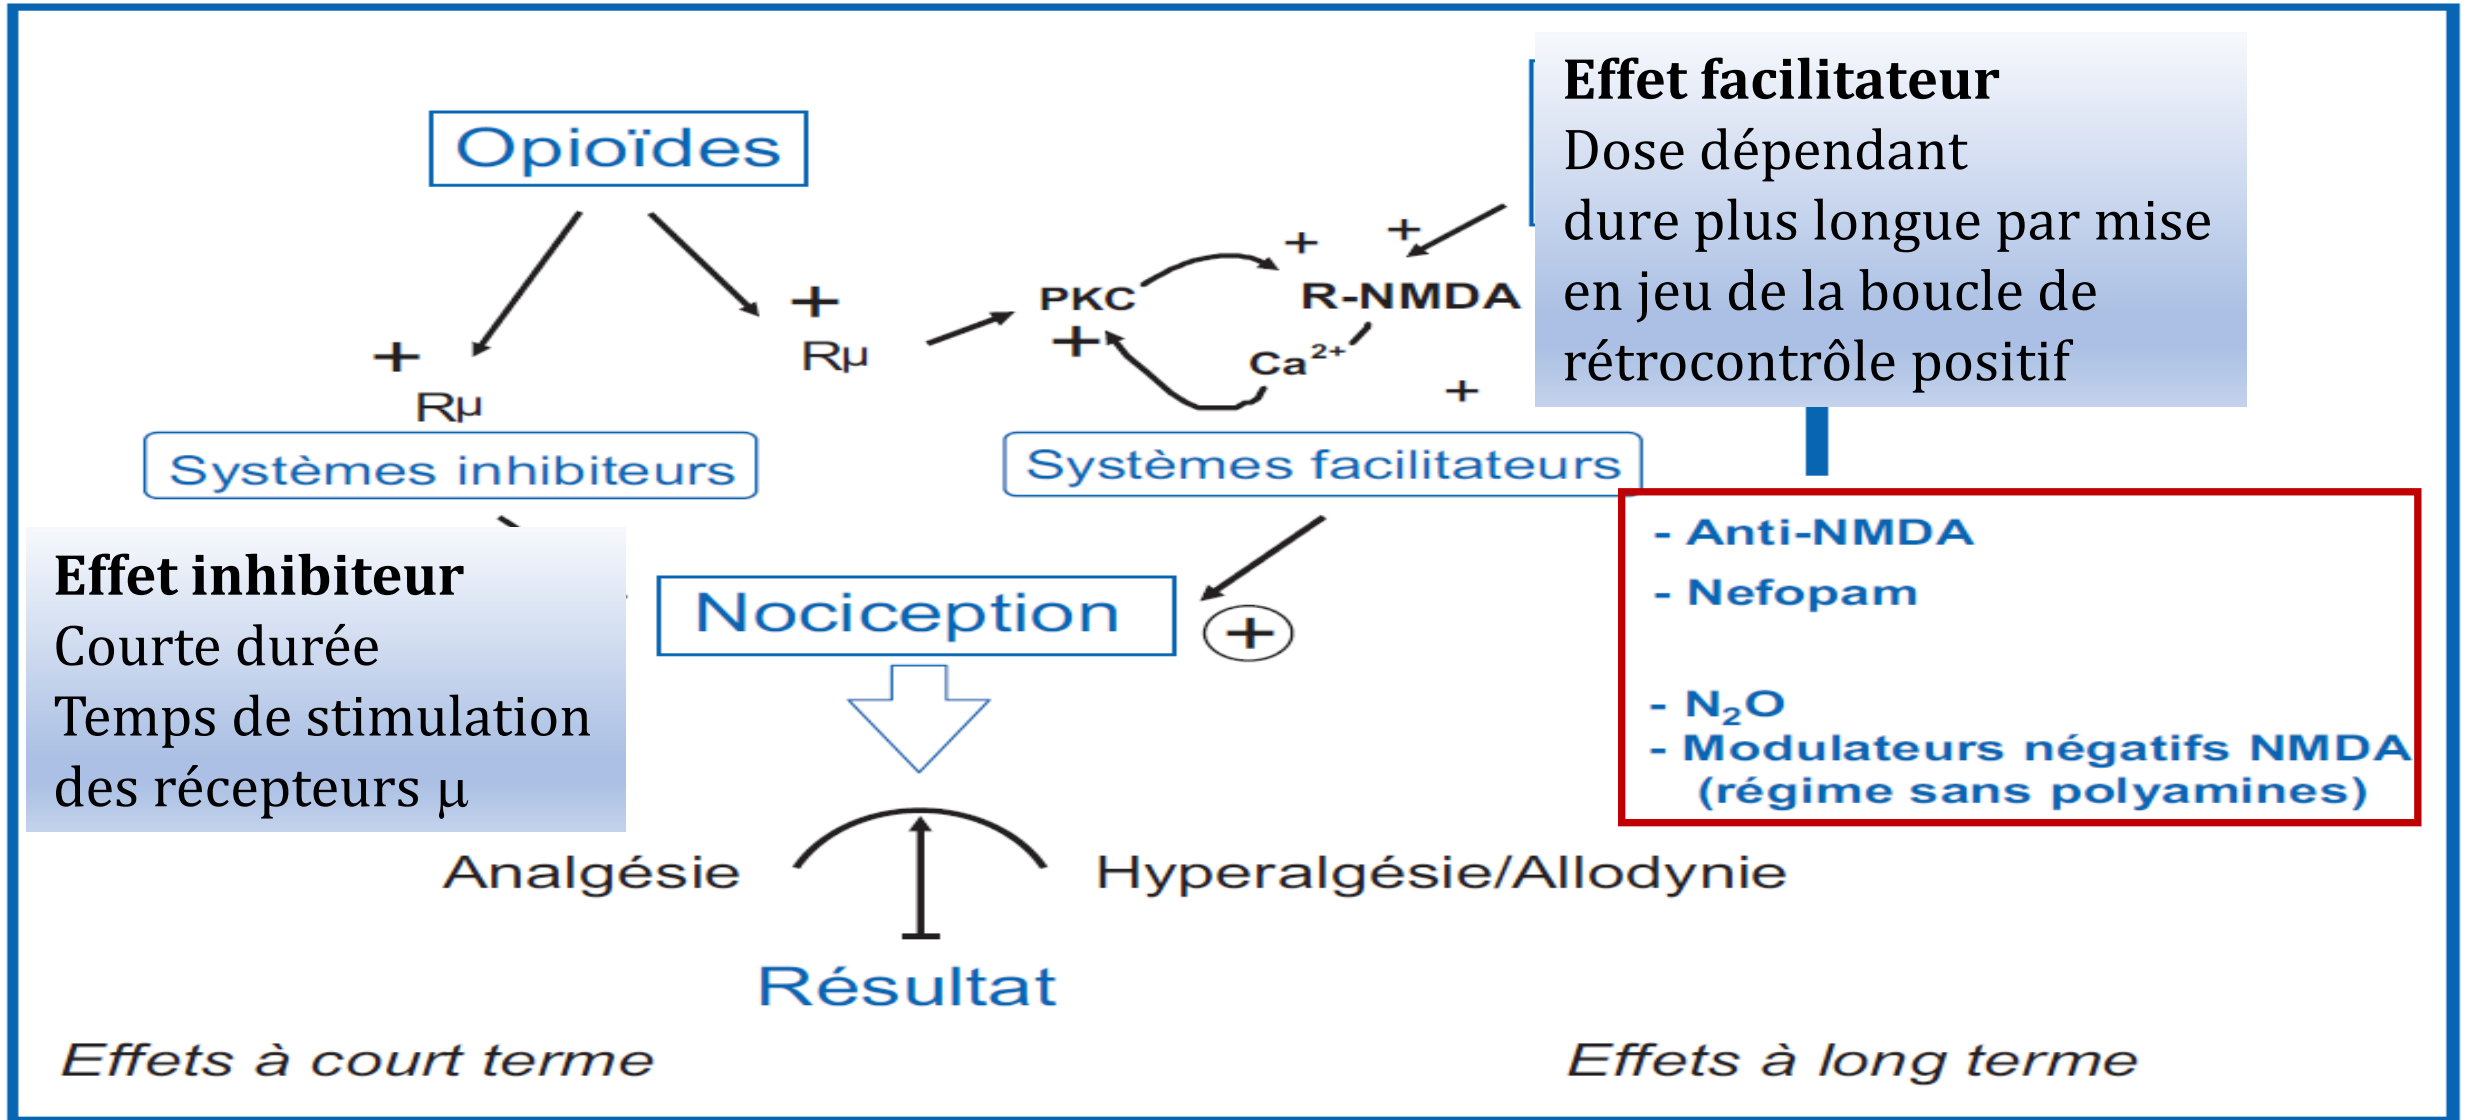 Opioïdes
Effet facilitateur
Dose dépendant
dure plus longue par mise
en jeu de la boucle de
rétrocontrôle positif
+
+
+
PKC
R-NMDA
+
+
Rµ
Ca²⁺
+
Rµ
Systèmes inhibiteurs
Systèmes facilitateurs
Effet inhibiteur
Courte durée
Temps de stimulation
des récepteurs µ
Nociception
+
- Anti-NMDA
- Nefopam
- N₂O
- Modulateurs négatifs NMDA
(régime sans polyamines)
Analgésie
Hyperalgésie/Allodynie
Résultat
Effets à court terme
Effets à long terme